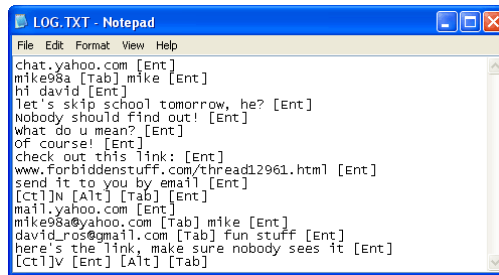 LOG.TXT - Notepad
File Edit Format View Help
chat.yahoo.com [Ent]
mike98a [Tab] mike [Ent]
hi david [Ent]
let's skip school tomorrow, he? [Ent]
Nobody should find out! [Ent]
what do u mean? [Ent]
Of course! [Ent]
check out this link: [Ent]
www.forbiddenstuff.com/thread12961.html [Ent]
send it to you by email [Ent]
[Ctl]N [Alt] [Tab] [Ent]
mail.yahoo.com [Ent]
mike98a@yahoo.com [Tab] mike [Ent]
david_ros@gmail.com [Tab] fun stuff [Ent]
here's the link, make sure nobody sees it [Ent]
[Ctl]V [Ent] [Alt] [Tab]